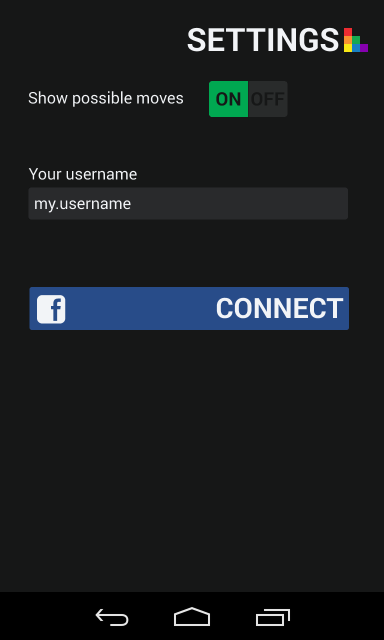 SETTINGS
Show possible moves ON OFF
Your username
my.username
f CONNECT